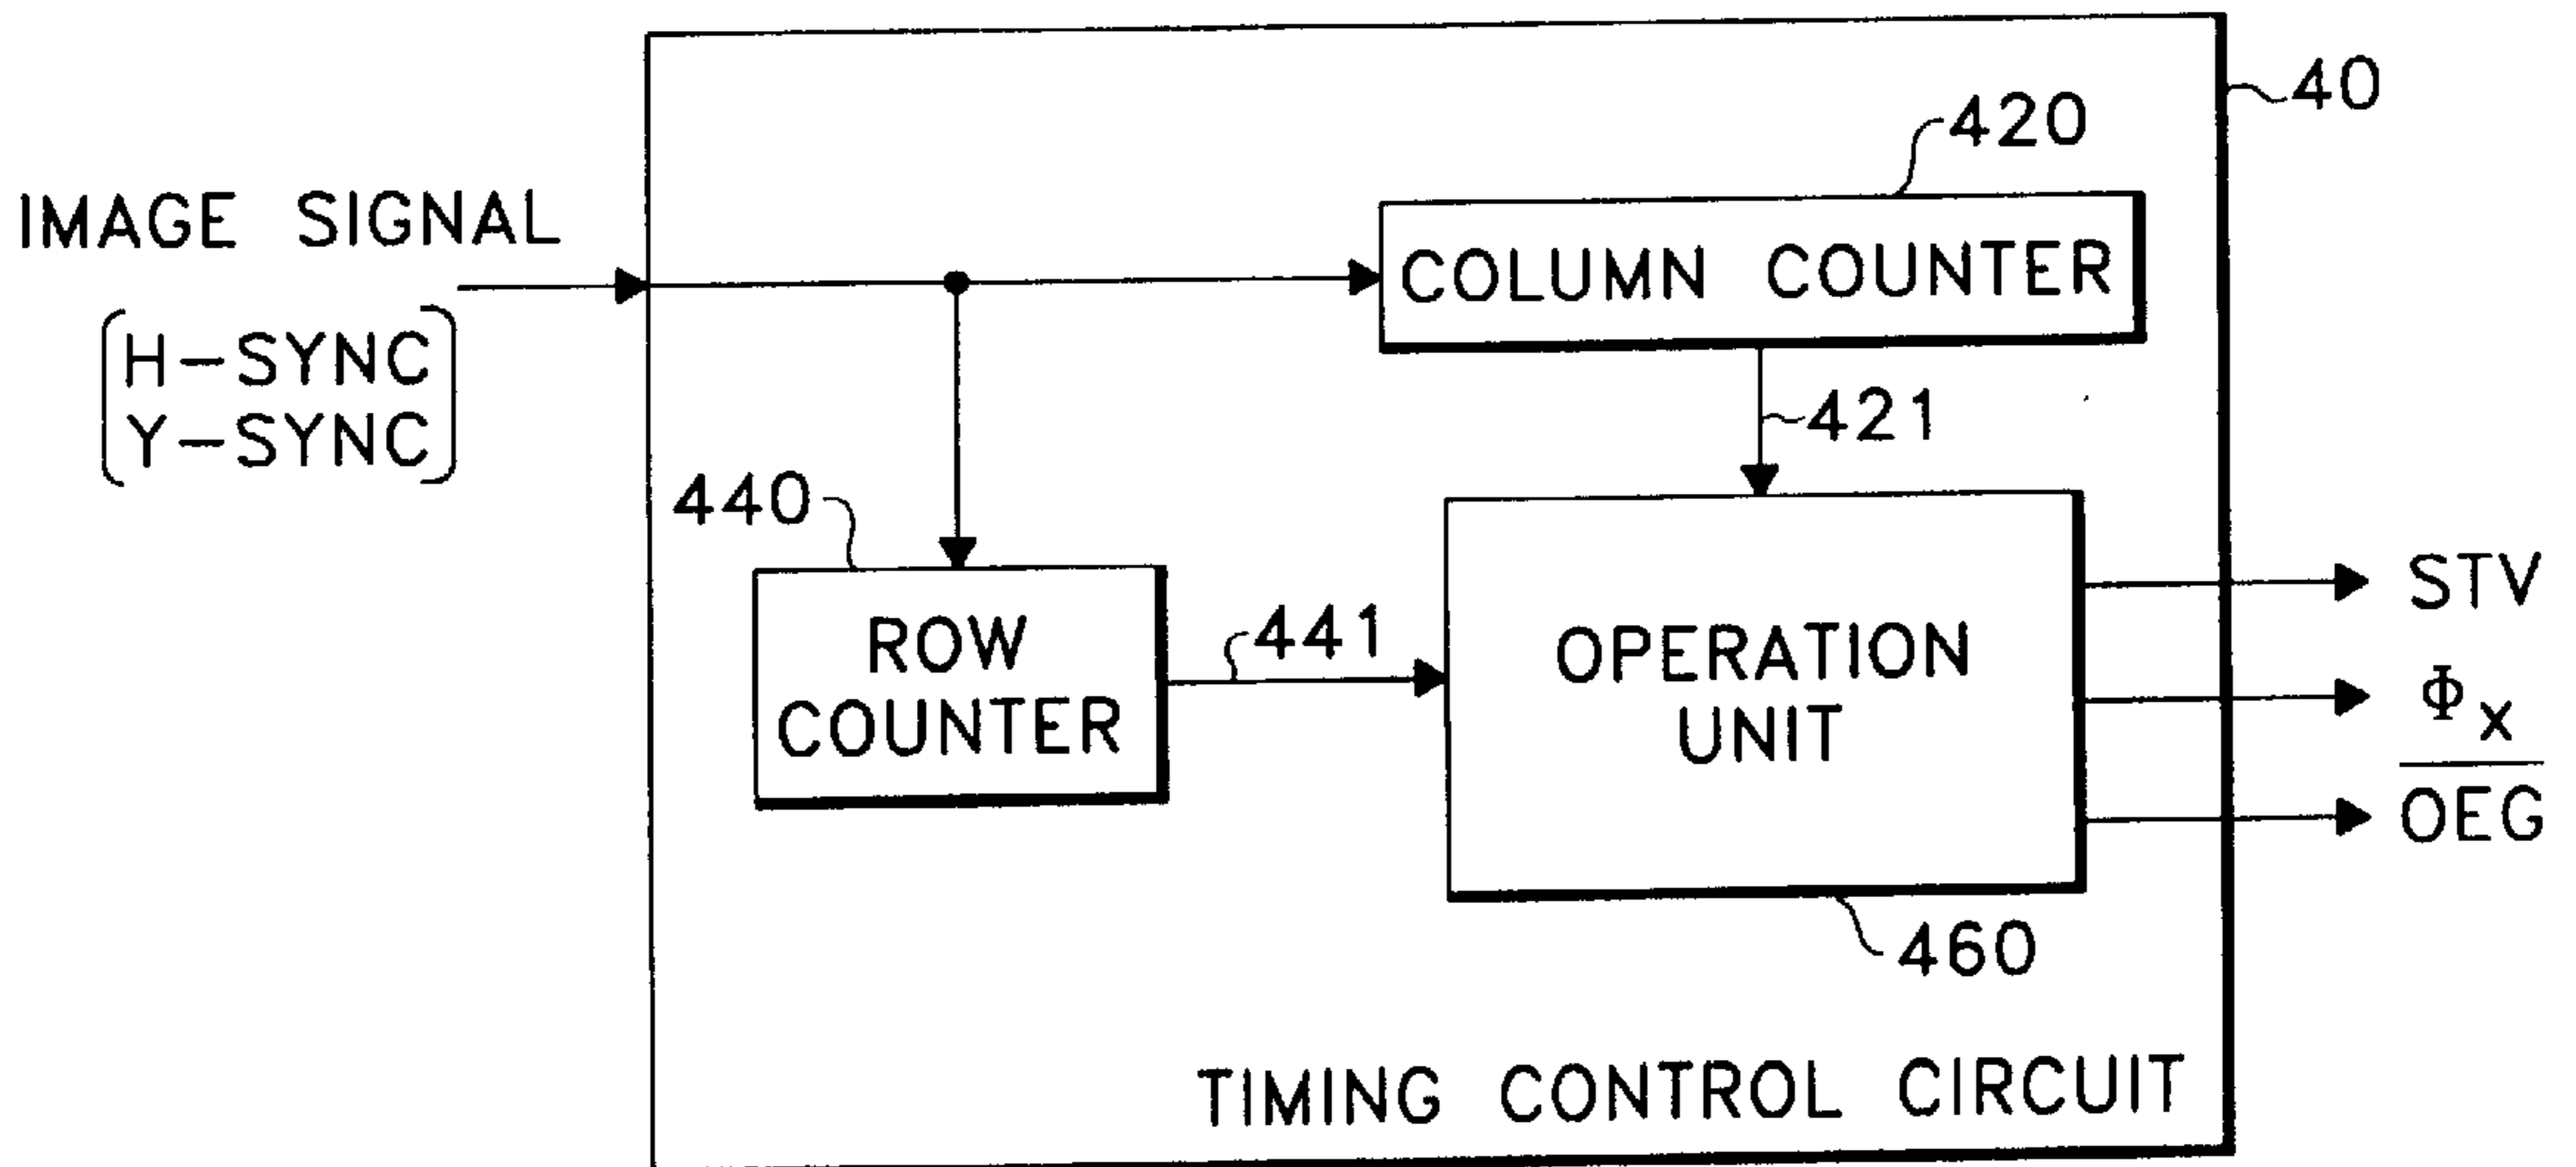 40
420
IMAGE SIGNAL
COLUMN COUNTER
H-SYNC
Y-SYNC
421
440
ROW
COUNTER
441
OPERATION
UNIT
STV
Φx
O̅E̅G̅
460
TIMING CONTROL CIRCUIT